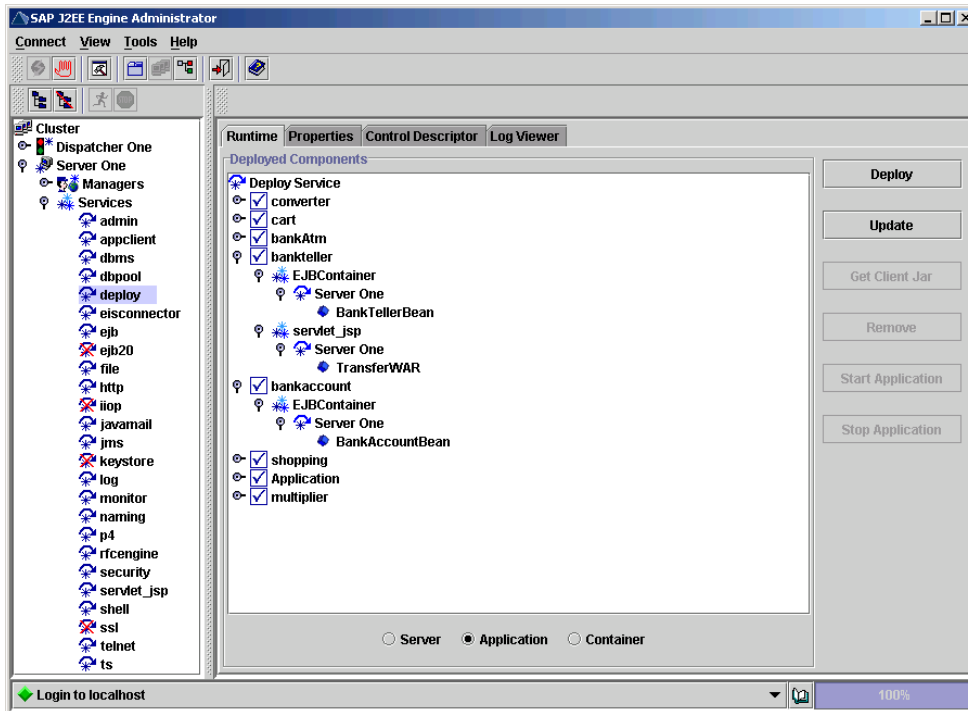 SAP J2EE Engine Administrator
Connect View Tools Help
Cluster
Dispatcher One
Server One
Managers
Services
admin
appclient
dbms
dbpool
deploy
eisconnector
ejb
ejb20
file
http
iiop
javamail
jms
keystore
log
monitor
naming
p4
rfcengine
security
servlet_jsp
shell
ssl
telnet
ts
Runtime Properties Control Descriptor Log Viewer
Deployed Components
Deploy Service
converter
cart
bankAtm
bankteller
EJBContainer
Server One
BankTellerBean
servlet_jsp
Server One
TransferWAR
bankaccount
EJBContainer
Server One
BankAccountBean
shopping
Application
multiplier
Server Application Container
Deploy
Update
Get Client Jar
Remove
Start Application
Stop Application
Login to localhost
100%